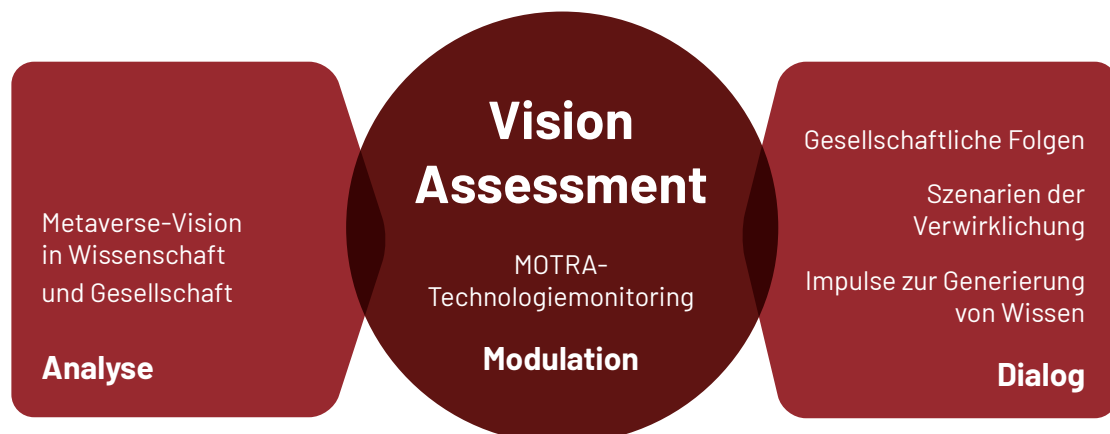 Metaverse-Vision
in Wissenschaft
und Gesellschaft
Analyse
Vision
Assessment
MOTRA-
Technologiemonitoring
Modulation
Gesellschaftliche Folgen
Szenarien der
Verwirklichung
Impulse zur Generierung
von Wissen
Dialog